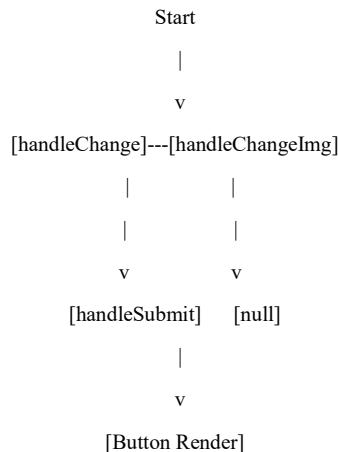 Start
|
v
[handleChange]---[handleChangeImg]
| |
| |
v v
[handleSubmit] [null]
|
v
[Button Render]